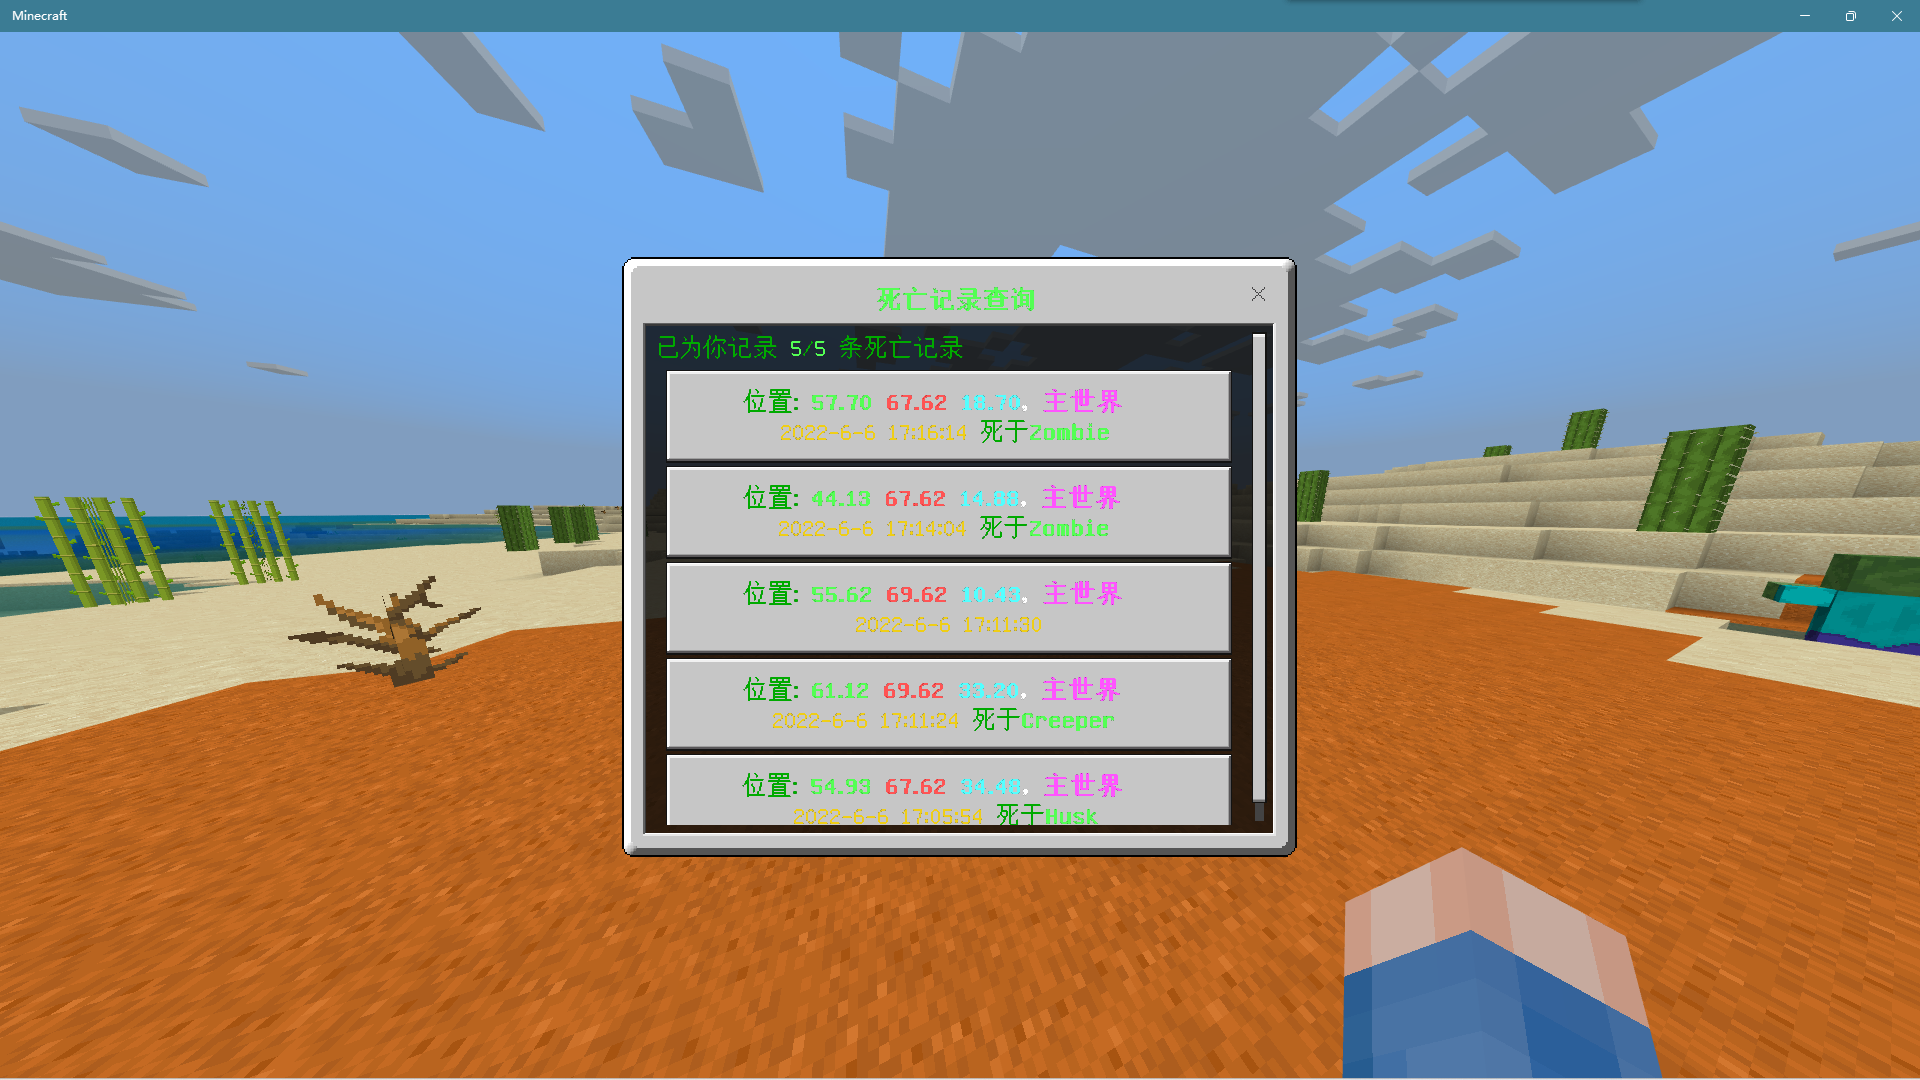 Minecraft
死亡记录查询
已为你记录 5/5 条死亡记录
位置: 57.70 67.62 18.70, 主世界
2022-6-6 17:16:14 死于Zombie
位置: 44.13 67.62 14.88, 主世界
2022-6-6 17:14:04 死于Zombie
位置: 55.62 69.62 10.43, 主世界
2022-6-6 17:11:30
位置: 61.12 69.62 33.20, 主世界
2022-6-6 17:11:24 死于Creeper
位置: 54.93 67.62 34.48, 主世界
2022-6-6 17:05:54 死于Husk